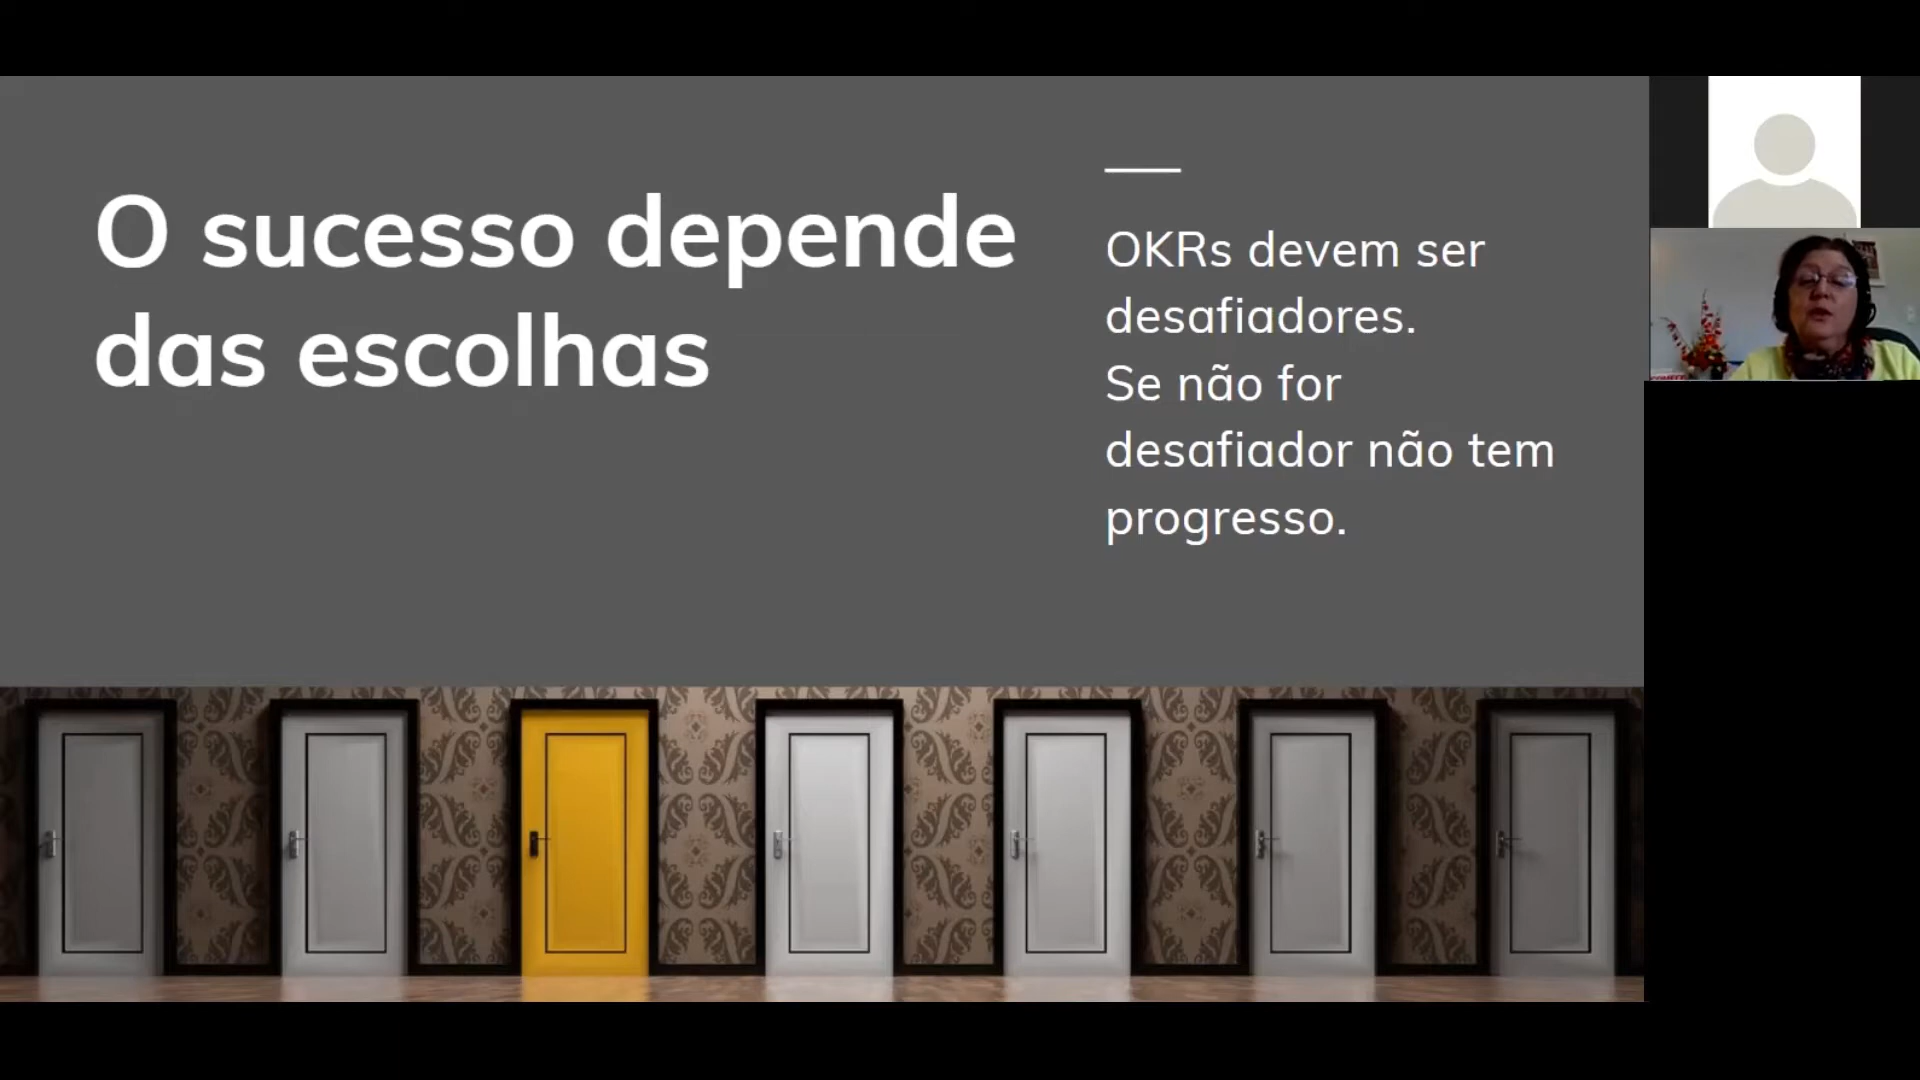 O sucesso depende
das escolhas
OKRs devem ser
desafiadores.
Se não for
desafiador não tem
progresso.